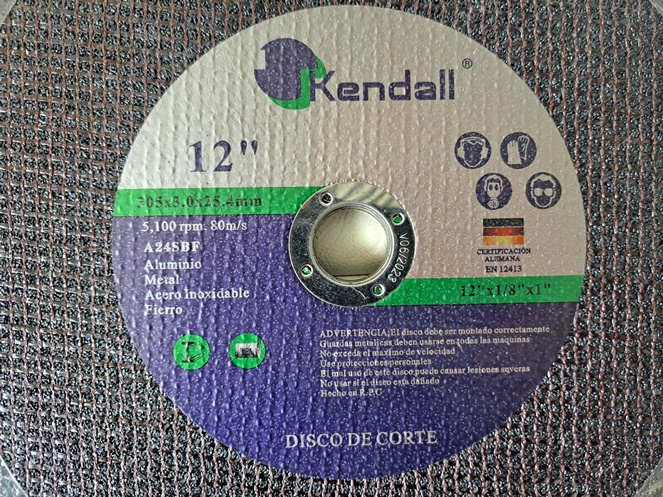 Kendall ®
12"
305x3.0x25.4mm
5,100 rpm. 80m/s
A24SBF
Aluminio
Metal
Acero Inoxidable
Fierro
V06/2023
CERTIFICACIÓN
ALEMANA
EN 12413
12"x1/8"x1"
ADVERTENCIA¡El disco debe ser montado correctamente
Guardas metalicas deben usarse en todas las maquinas
No exceda el maximo de velocidad
Use protecciones personales
El mal uso de este disco puede causar lesiones sqveras
No usar si el disco esta dañado
Hecho en R.P.C
DISCO DE CORTE